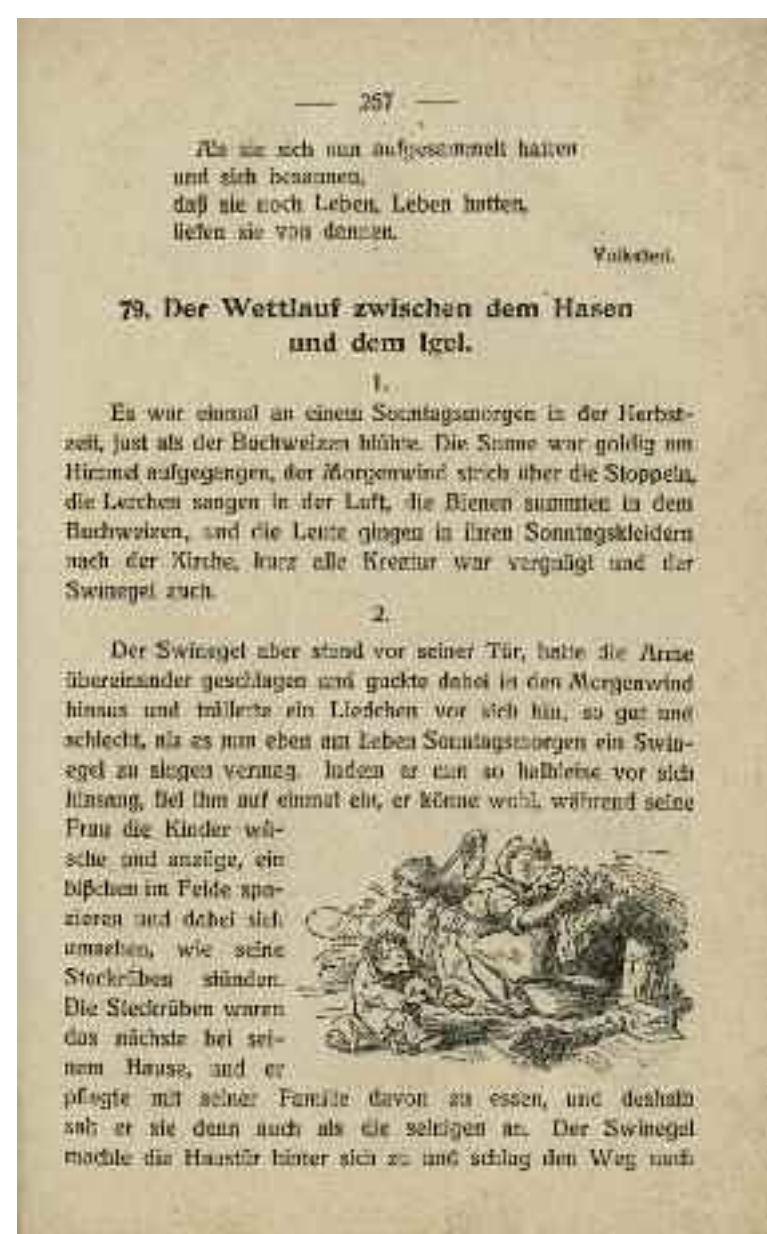 — 257 —
Als sie sich nun aufgesammelt hatten
und sich besannen,
daß sie noch Leben, Leben hatten,
liefen sie von dannen.
Volkslied.
79. Der Wettlauf zwischen dem Hasen
und dem Igel.
1.
Es war einmal an einem Sonntagsmorgen in der Herbst-
zeit, just als der Buchweizen blühte. Die Sonne war goldig am
Himmel aufgegangen, der Morgenwind strich über die Stoppeln,
die Lerchen sangen in der Luft, die Bienen summten in dem
Buchweizen, und die Leute gingen in ihren Sonntagskleidern
nach der Kirche, kurz alle Kreatur war vergnügt und der
Swinegel auch.
2.
Der Swinegel aber stand vor seiner Tür, hatte die Arme
übereinander geschlagen und guckte dabei in den Morgenwind
hinaus und trällerte ein Liedchen vor sich hin, so gut und
schlecht, als es nun eben am Leben Sonntagsmorgen ein Swin-
egel zu singen vermag. Indem er nun so halbleise vor sich
hinsang, fiel ihm auf einmal ein, er könne wohl, während seine
Frau die Kinder wü-
sche und anzöge, ein
bißchen im Felde spa-
zieren und dabei sich
umsehen, wie seine
Steckrüben stünden.
Die Steckrüben waren
das nächste bei sei-
nem Hause, und er
pflegte mit seiner Familie davon zu essen, und deshalb
sah er sie denn auch als die seinigen an. Der Swinegel
machte die Haustür hinter sich zu und schlug den Weg nach